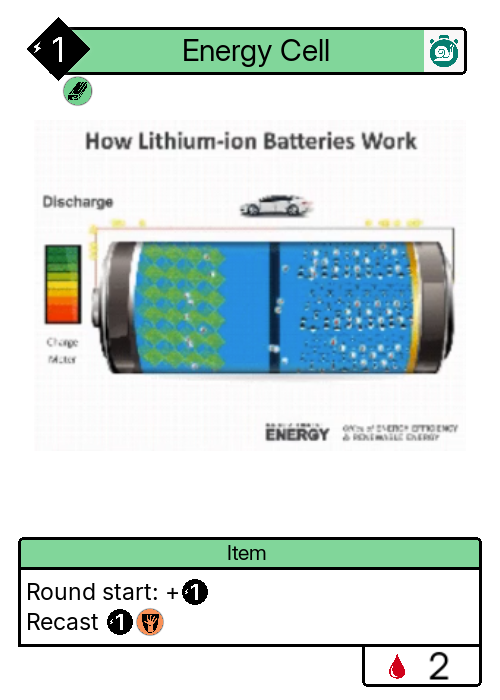 1 Energy Cell
How Lithium-ion Batteries Work
Discharge
Charge
Meter
ENERGY
Office of ENERGY EFFICIENCY
& RENEWABLE ENERGY
Item
Round start: +1
Recast 1
2